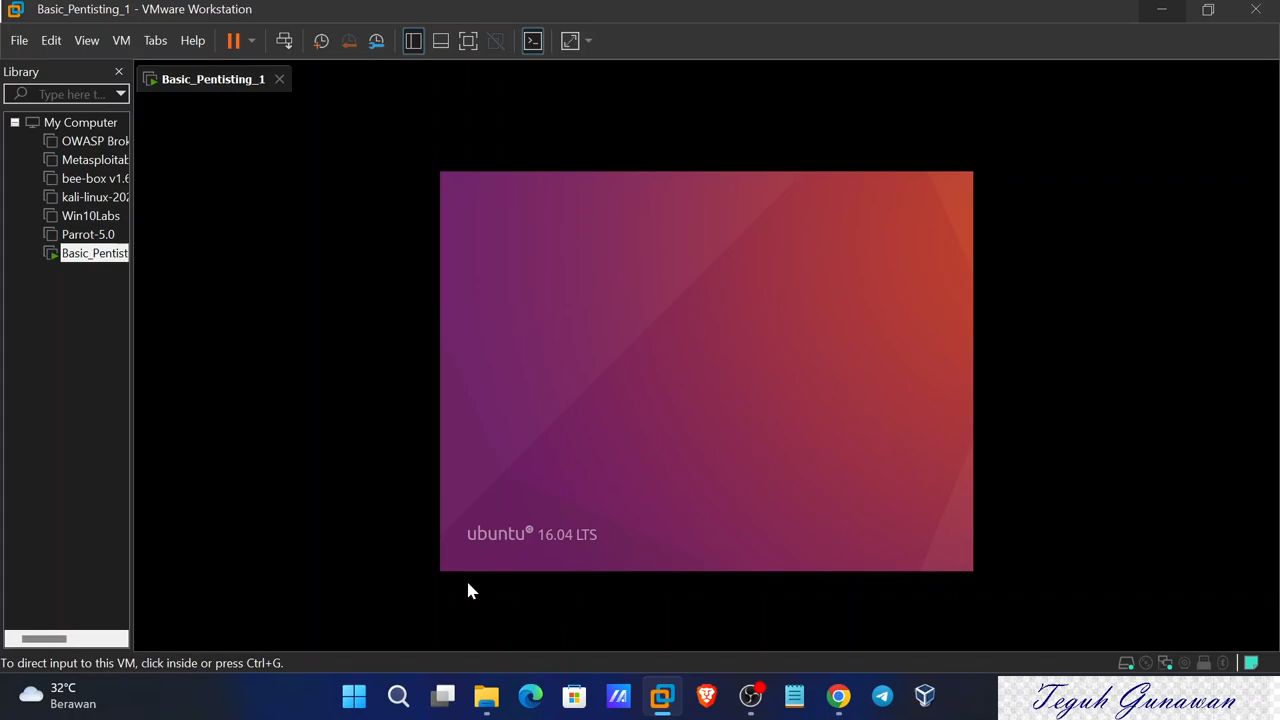 Basic_Pentisting_1 - VMware Workstation
File Edit View VM Tabs Help
Library
Basic_Pentisting_1
Type here t...
My Computer
OWASP Brok
Metasploitab
bee-box v1.6
kali-linux-202
Win10Labs
Parrot-5.0
Basic_Pentist
ubuntu® 16.04 LTS
To direct input to this VM, click inside or press Ctrl+G.
32°C
Berawan
Teguh Gunawan